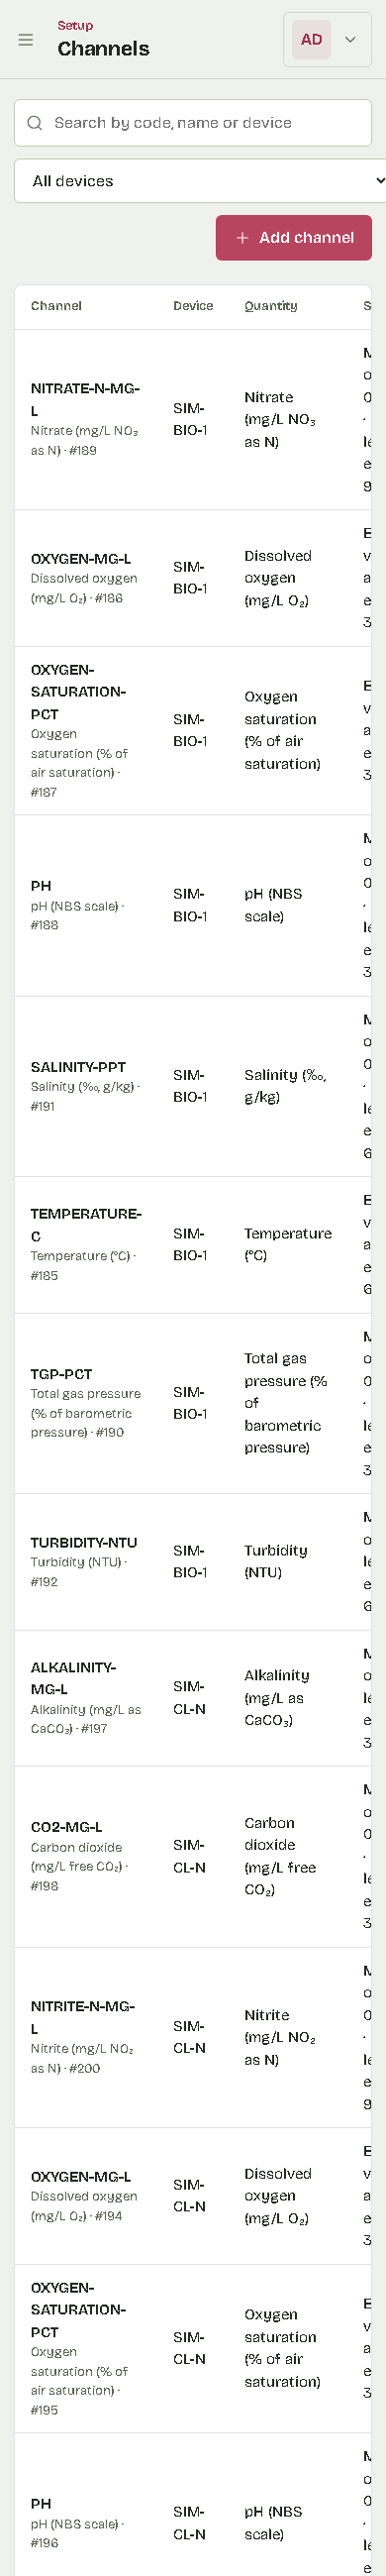 Setup
Channels
AD
Search by code, name or device
All devices
Add channel
Channel Device Quantity
NITRATE-N-MG-
L
Nitrate (mg/L NO₃
as N) · #189
SIM-
BIO-1
Nitrate
(mg/L NO₃
as N)
OXYGEN-MG-L
Dissolved oxygen
(mg/L O₂) · #186
SIM-
BIO-1
Dissolved
oxygen
(mg/L O₂)
OXYGEN-
SATURATION-
PCT
Oxygen
saturation (% of
air saturation) ·
#187
SIM-
BIO-1
Oxygen
saturation
(% of air
saturation)
PH
pH (NBS scale) ·
#188
SIM-
BIO-1
pH (NBS
scale)
SALINITY-PPT
Salinity (‰, g/kg) ·
#191
SIM-
BIO-1
Salinity (‰,
g/kg)
TEMPERATURE-
C
Temperature (°C) ·
#185
SIM-
BIO-1
Temperature
(°C)
TGP-PCT
Total gas pressure
(% of barometric
pressure) · #190
SIM-
BIO-1
Total gas
pressure (%
of
barometric
pressure)
TURBIDITY-NTU
Turbidity (NTU) ·
#192
SIM-
BIO-1
Turbidity
(NTU)
ALKALINITY-
MG-L
Alkalinity (mg/L as
CaCO₃) · #197
SIM-
CL-N
Alkalinity
(mg/L as
CaCO₃)
CO2-MG-L
Carbon dioxide
(mg/L free CO₂) ·
#198
SIM-
CL-N
Carbon
dioxide
(mg/L free
CO₂)
NITRITE-N-MG-
L
Nitrite (mg/L NO₂
as N) · #200
SIM-
CL-N
Nitrite
(mg/L NO₂
as N)
OXYGEN-MG-L
Dissolved oxygen
(mg/L O₂) · #194
SIM-
CL-N
Dissolved
oxygen
(mg/L O₂)
OXYGEN-
SATURATION-
PCT
Oxygen
saturation (% of
air saturation) ·
#195
SIM-
CL-N
Oxygen
saturation
(% of air
saturation)
PH
pH (NBS scale) ·
#196
SIM-
CL-N
pH (NBS
scale)